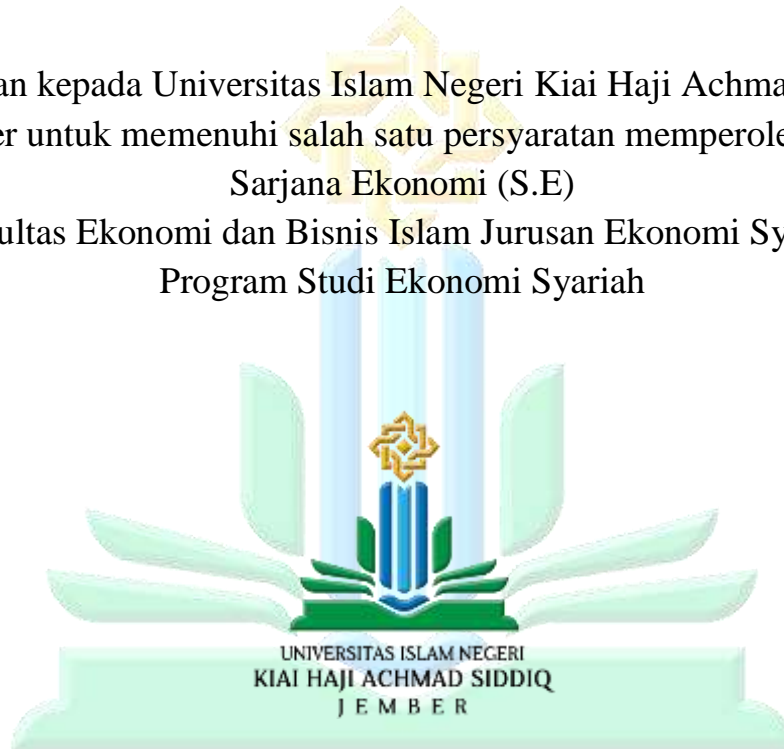 an kepada Universitas Islam Negeri Kiai Haji Achma
er untuk memenuhi salah satu persyaratan memperole
Sarjana Ekonomi (S.E)
ultas Ekonomi dan Bisnis Islam Jurusan Ekonomi Sy
Program Studi Ekonomi Syariah
UNIVERSITAS ISLAM NEGERI
KIAI HAJI ACHMAD SIDDIQ
JEMBER